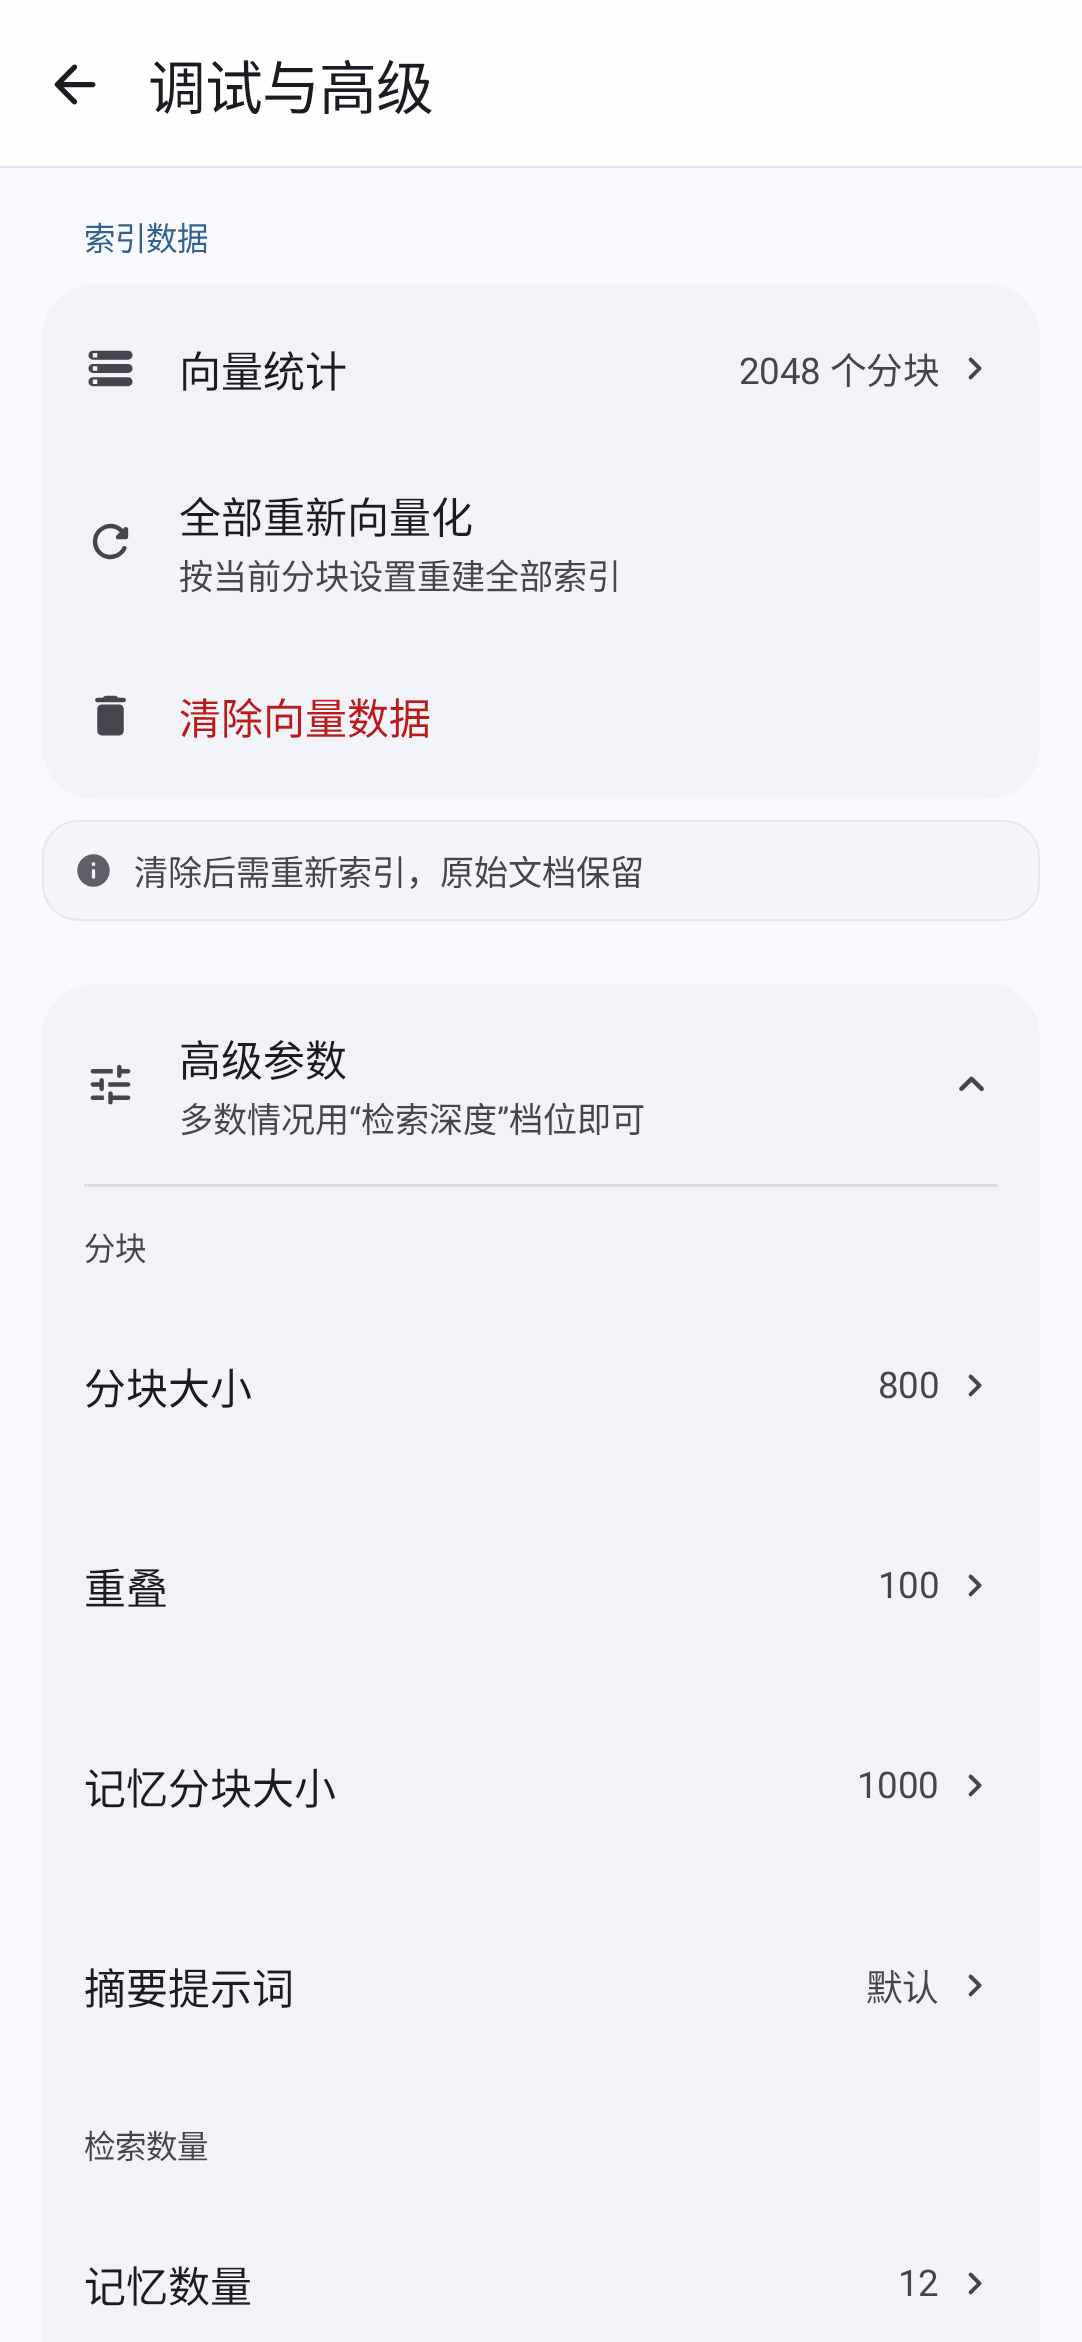 调试与高级
索引数据
向量统计 2048 个分块
全部重新向量化
按当前分块设置重建全部索引
清除向量数据
清除后需重新索引，原始文档保留
高级参数
多数情况用“检索深度”档位即可
分块
分块大小 800
重叠 100
记忆分块大小 1000
摘要提示词 默认
检索数量
记忆数量 12